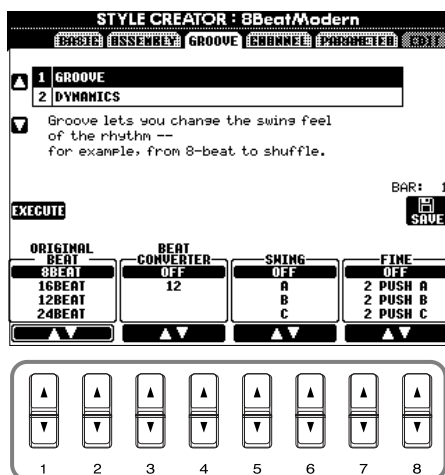 STYLE CREATOR : 8BeatModern
BASIC ASSEMBLY GROOVE CHANNEL PARAMETER EDIT
1 GROOVE
2 DYNAMICS
Groove lets you change the swing feel
of the rhythm --
for example, from 8-beat to shuffle.
BAR: 1
EXECUTE
SAVE
ORIGINAL BEAT
BEAT CONVERTER
SWING
FINE
8BEAT OFF OFF OFF
16BEAT 12 A 2 PUSH A
12BEAT B 2 PUSH B
24BEAT C 2 PUSH C
1 2 3 4 5 6 7 8